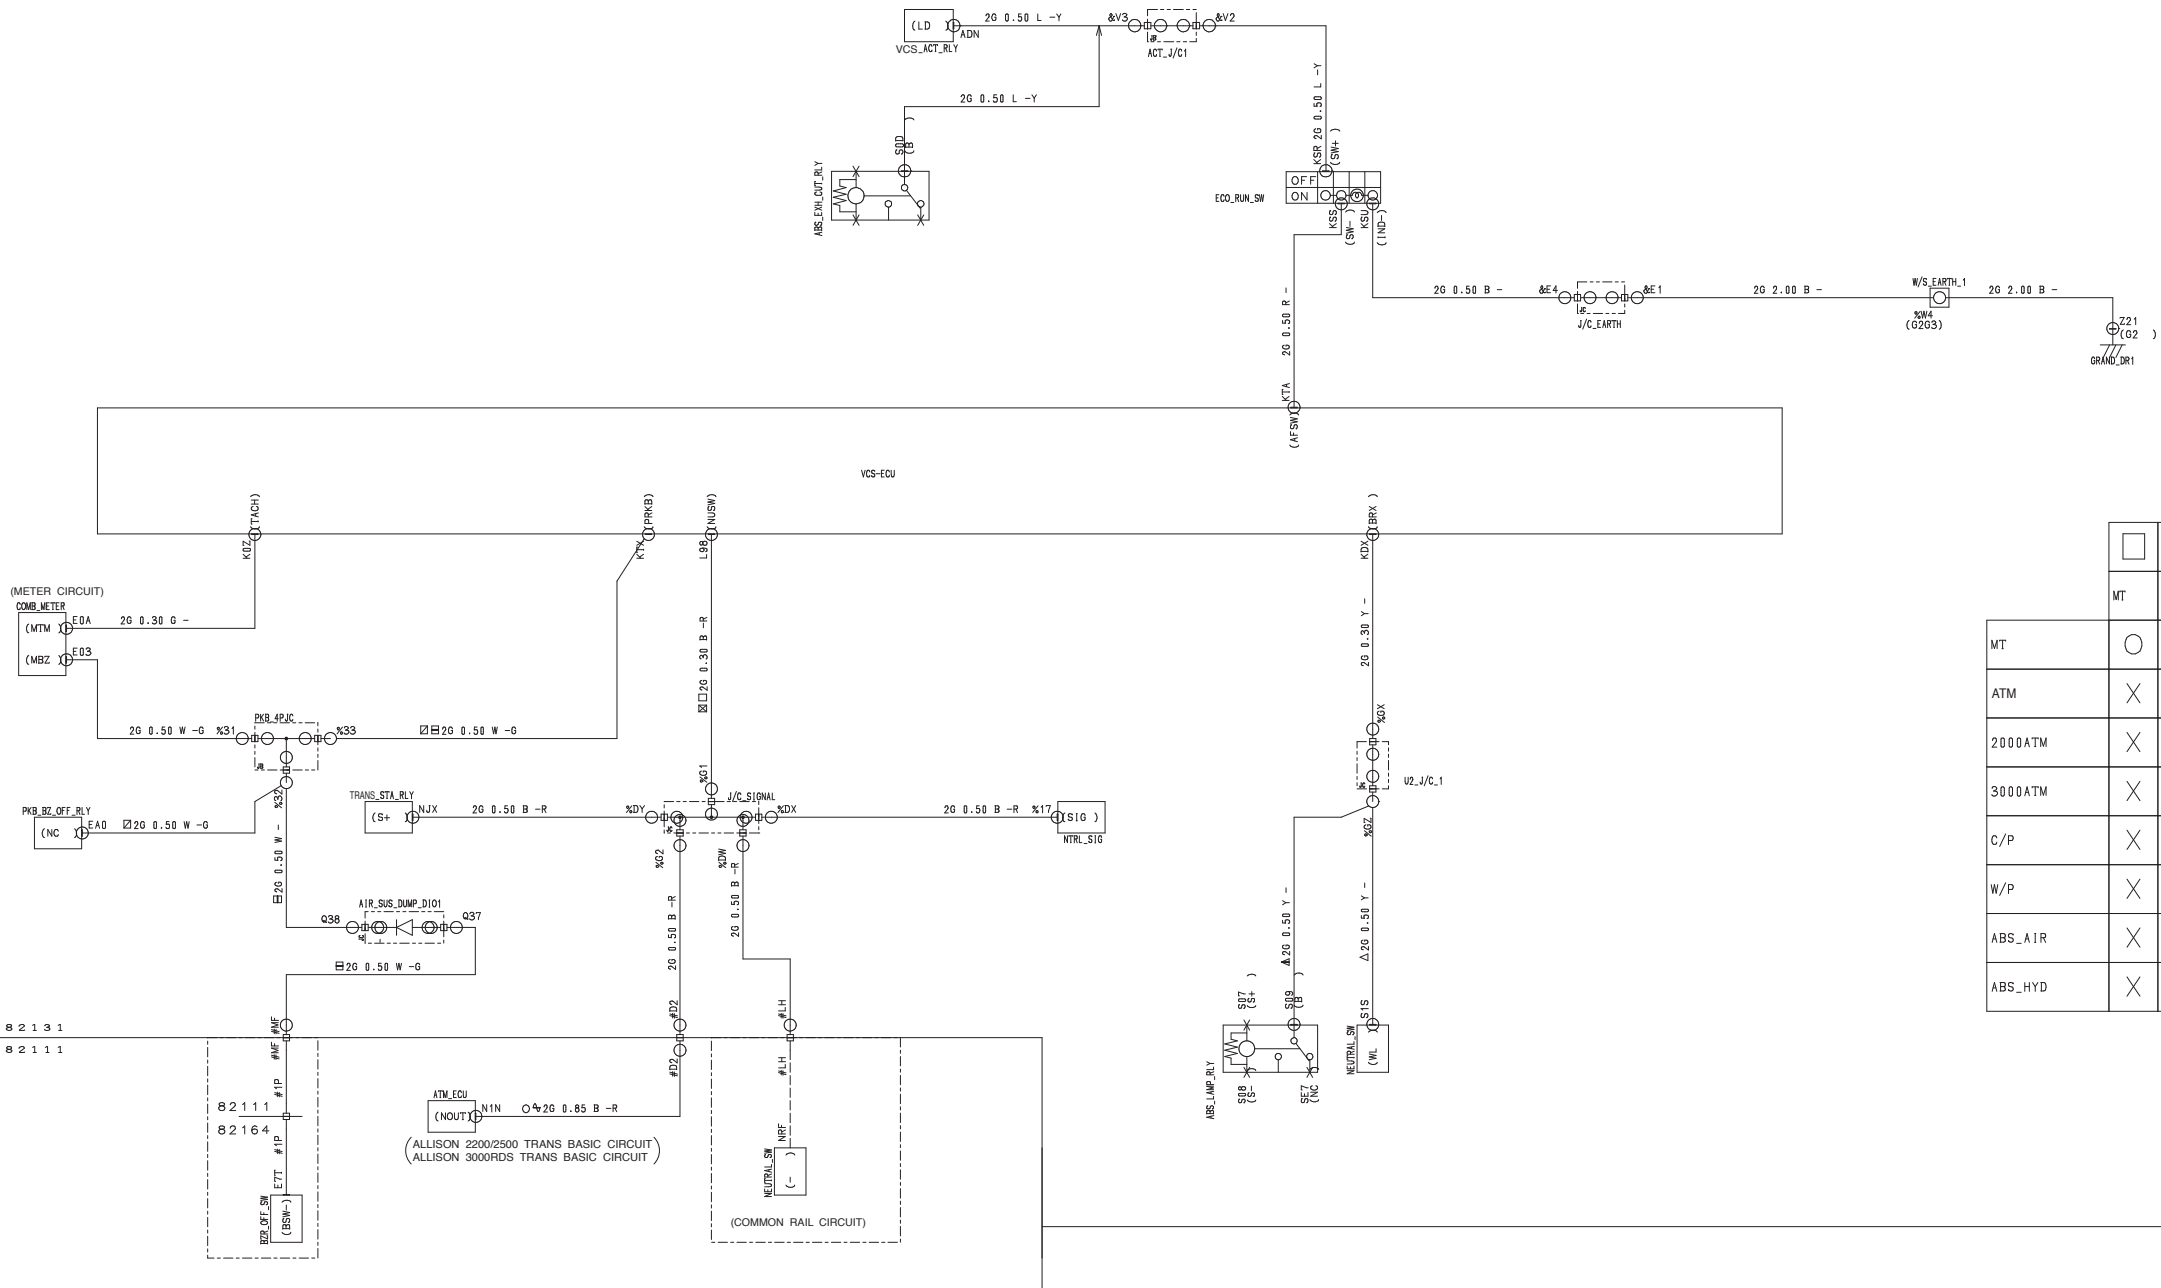 (LD )
ADN
VCS_ACT_RLY
2G 0.50 L -Y
&V3
&V2
ACT_J/C1
2G 0.50 L -Y
S0D
(B )
ABS_EXH_CUT_RLY
KSR 2G 0.50 L -Y
(SW+ )
ECO_RUN_SW
OFF
ON
KSS
(SW- )
KSU
(IND-)
2G 0.50 R -
2G 0.50 B -
&E4
&E1
J/C_EARTH
2G 2.00 B -
W/S_EARTH_1
%W4
(G2G3)
2G 2.00 B -
Z21
(G2 )
GRAND_DR1
KTA
(AFSW)
VCS-ECU
(TACH)
K0Z
(PRKB)
KTX
(NUSW)
L98
(BRX )
KDX
(METER CIRCUIT)
COMB_METER
(MTM )
E0A
2G 0.30 G -
(MBZ )
E03
2G 0.50 W -G
%31
PKB_4PJC
JB
%33
2G 0.50 W -G
%32
PKB_BZ_OFF_RLY
(NC )
EA0
2G 0.50 W -G
2G 0.50 W -
AIR_SUS_DUMP_DIO1
Q38
JC
Q37
2G 0.50 W -G
2G 0.30 B -R
%G1
TRANS_STA_RLY
(S+ )
NJX
2G 0.50 B -R
%DY
J/C_SIGNAL
%DX
2G 0.50 B -R
%17
(SIG )
NTRL_SIG
%G2
%DW
2G 0.50 B -R
2G 0.50 B -R
2G 0.30 Y -
%GX
U2_J/C_1
%GZ
2G 0.50 Y -
2G 0.50 Y -
S07
(S+ )
S09
(B )
S1S
ABS_LAMP_RLY
S08
(S- )
SE7
(NC )
NEUTRAL_SW
(WL )
82131
82111
#MF
#MF
#1P
82111
82164
#1P
E7T
BZR_OFF_SW
(BSW-)
#D2
#D2
#LH
#LH
ATM_ECU
(NOUT)
N1N
2G 0.85 B -R
(ALLISON 2200/2500 TRANS BASIC CIRCUIT
ALLISON 3000RDS TRANS BASIC CIRCUIT)
NRF
NEUTRAL_SW
(- )
(COMMON RAIL CIRCUIT)
MT
MT
ATM
2000ATM
3000ATM
C/P
W/P
ABS_AIR
ABS_HYD